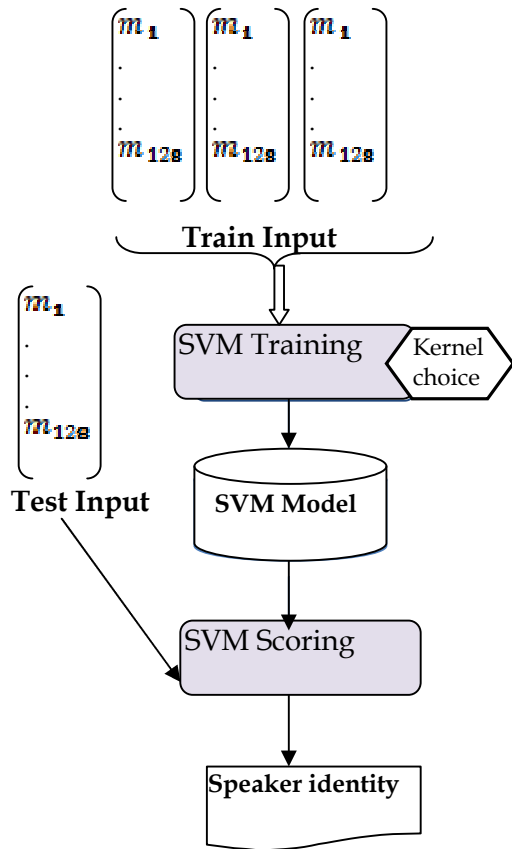 m1 m1 m1
. . .
. . .
. . .
m128 m128 m128
Train Input
m1
.
.
.
m128
Test Input
SVM Training
Kernel
choice
SVM Model
SVM Scoring
Speaker identity